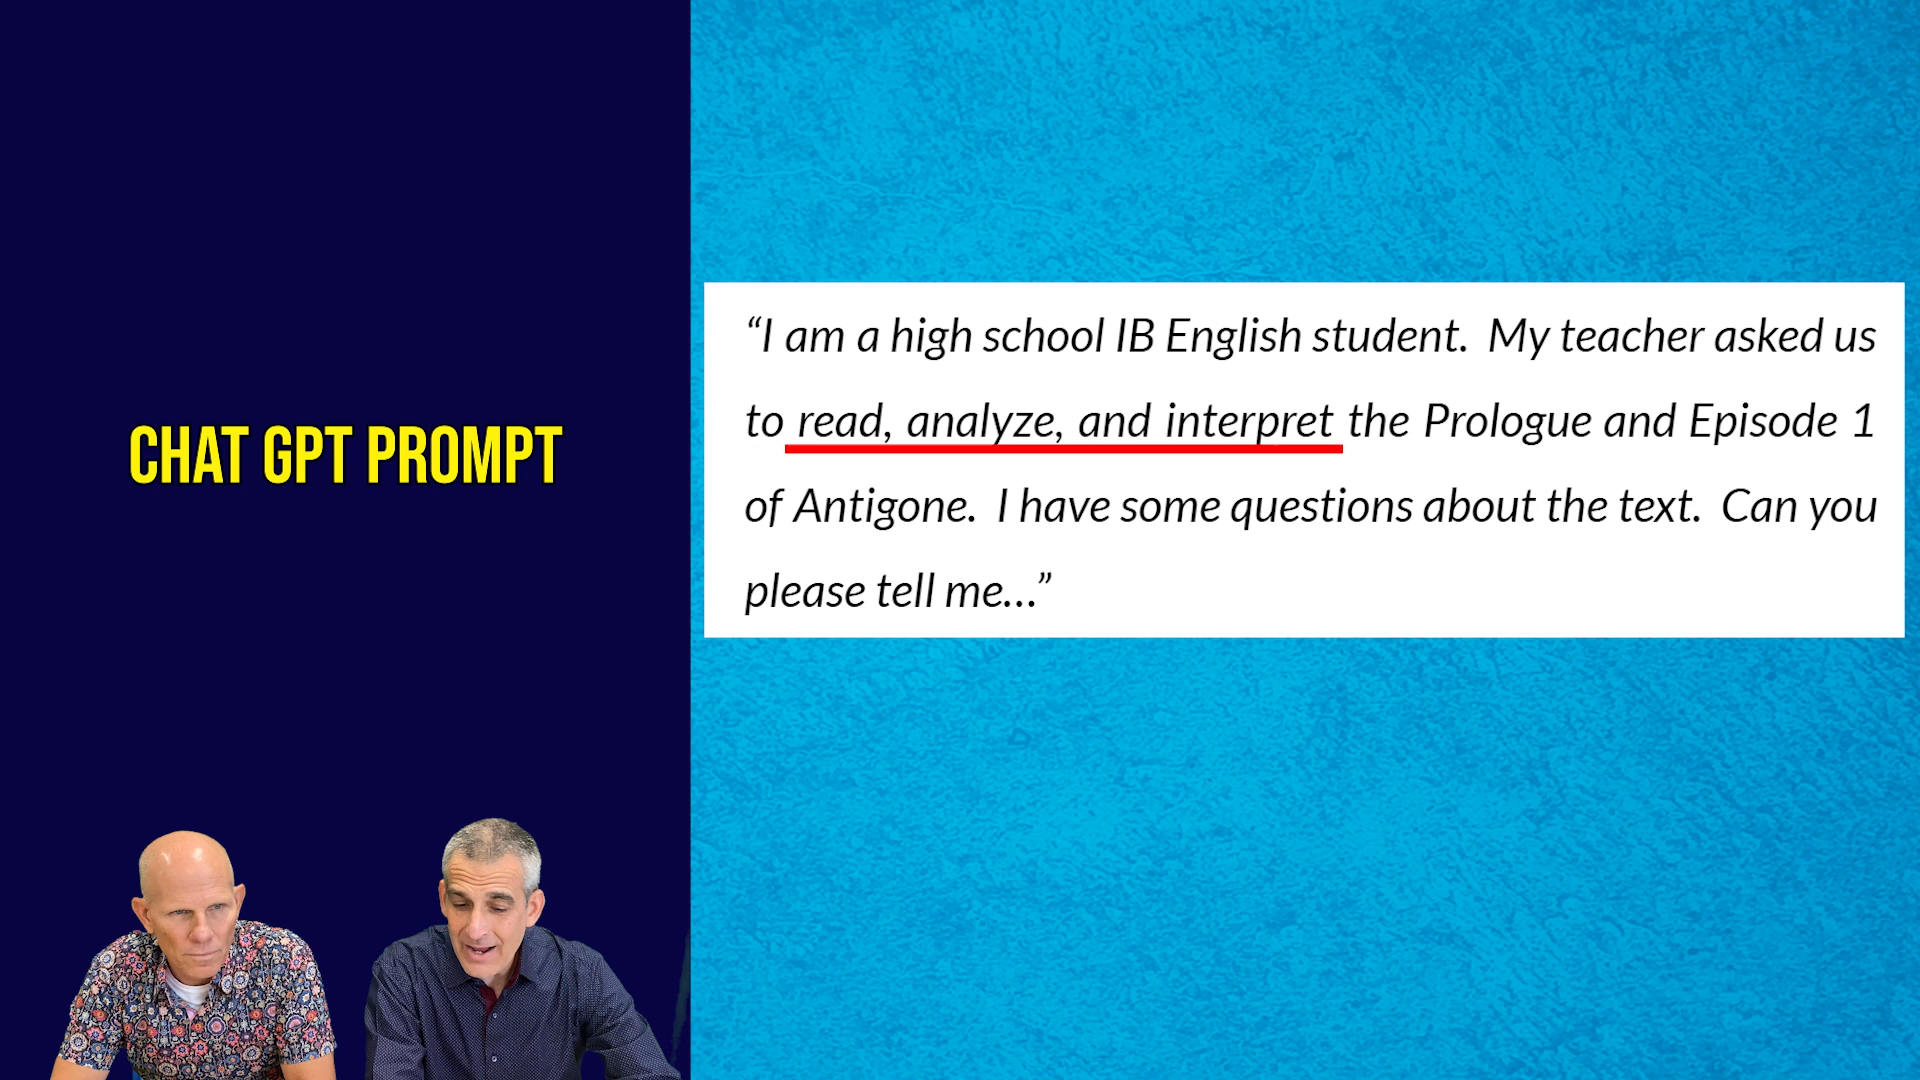 CHAT GPT PROMPT
“I am a high school IB English student.  My teacher asked us
to read, analyze, and interpret the Prologue and Episode 1
of Antigone.  I have some questions about the text.  Can you
please tell me...”